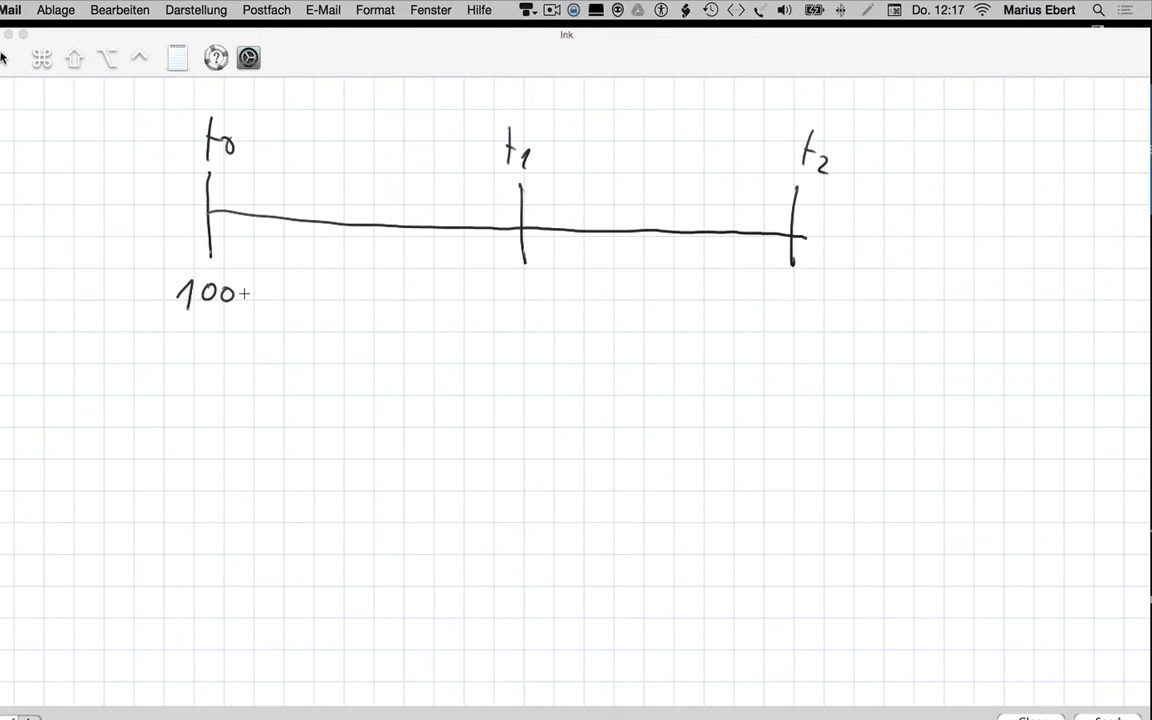 Mail Ablage Bearbeiten Darstellung Postfach E-Mail Format Fenster Hilfe Do. 12:17 Marius Ebert
Ink
t0 t1 t2
100